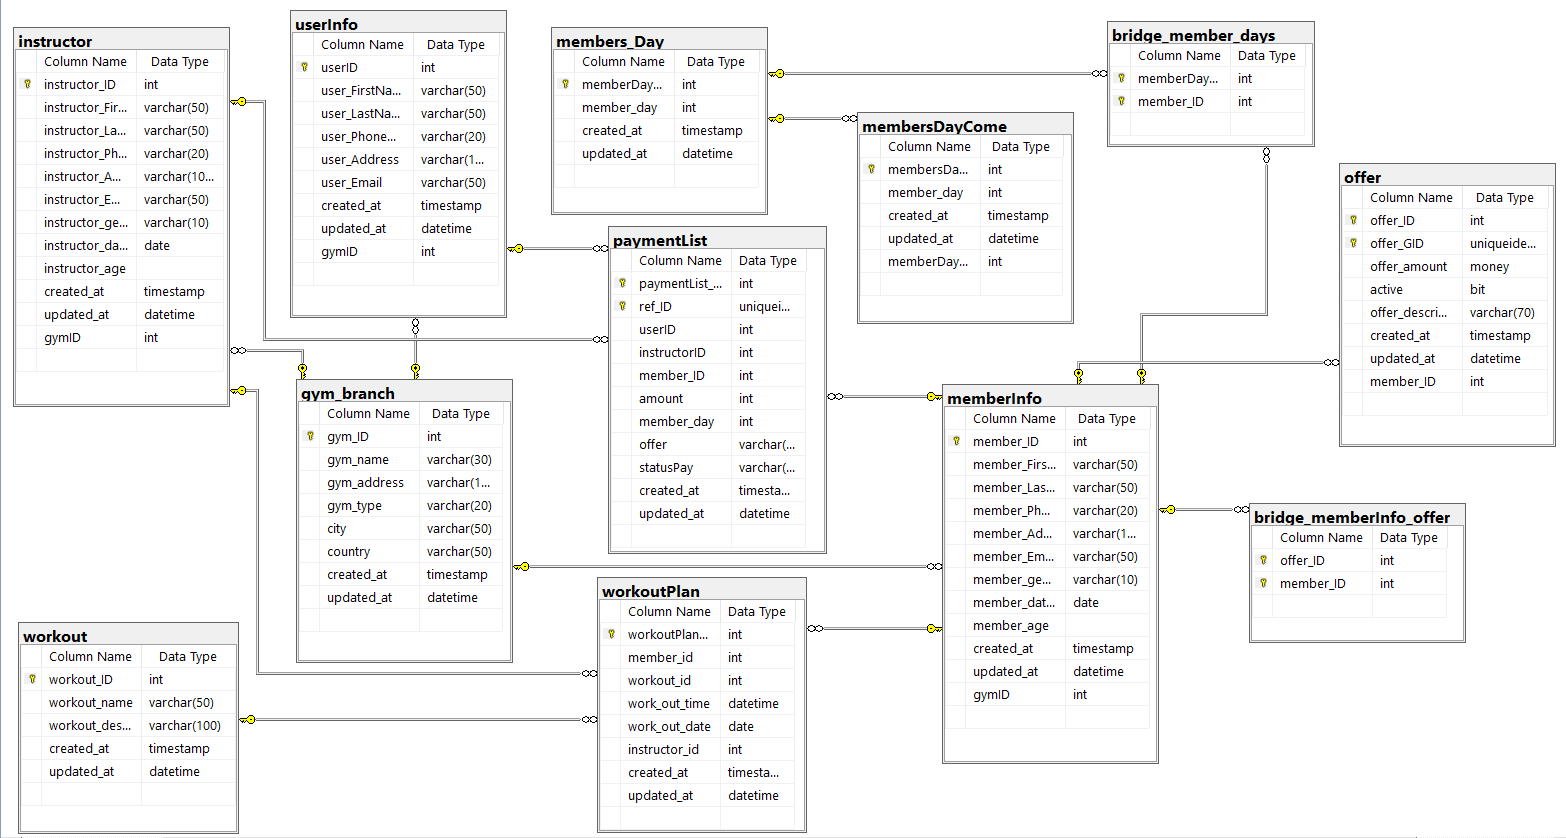 instructor
Column Name Data Type
instructor_ID int
instructor_Fir... varchar(50)
instructor_La... varchar(50)
instructor_Ph... varchar(20)
instructor_A... varchar(10...
instructor_E... varchar(50)
instructor_ge... varchar(10)
instructor_da... date
instructor_age
created_at timestamp
updated_at datetime
gymID int
userInfo
Column Name Data Type
userID int
user_FirstNa... varchar(50)
user_LastNa... varchar(50)
user_Phone... varchar(20)
user_Address varchar(1...
user_Email varchar(50)
created_at timestamp
updated_at datetime
gymID int
members_Day
Column Name Data Type
memberDay... int
member_day int
created_at timestamp
updated_at datetime
bridge_member_days
Column Name Data Type
memberDay... int
member_ID int
membersDayCome
Column Name Data Type
membersDa... int
member_day int
created_at timestamp
updated_at datetime
memberDay... int
offer
Column Name Data Type
offer_ID int
offer_GID uniqueide...
offer_amount money
active bit
offer_descri... varchar(70)
created_at timestamp
updated_at datetime
member_ID int
paymentList
Column Name Data Type
paymentList_... int
ref_ID uniquei...
userID int
instructorID int
member_ID int
amount int
member_day int
offer varchar(...
statusPay varchar(...
created_at timesta...
updated_at datetime
gym_branch
Column Name Data Type
gym_ID int
gym_name varchar(30)
gym_address varchar(1...
gym_type varchar(20)
city varchar(50)
country varchar(50)
created_at timestamp
updated_at datetime
memberInfo
Column Name Data Type
member_ID int
member_Firs... varchar(50)
member_Las... varchar(50)
member_Ph... varchar(20)
member_Ad... varchar(1...
member_Em... varchar(50)
member_ge... varchar(10)
member_dat... date
member_age
created_at timestamp
updated_at datetime
gymID int
bridge_memberInfo_offer
Column Name Data Type
offer_ID int
member_ID int
workout
Column Name Data Type
workout_ID int
workout_name varchar(50)
workout_des... varchar(100)
created_at timestamp
updated_at datetime
workoutPlan
Column Name Data Type
workoutPlan... int
member_id int
workout_id int
work_out_time datetime
work_out_date date
instructor_id int
created_at timesta...
updated_at datetime